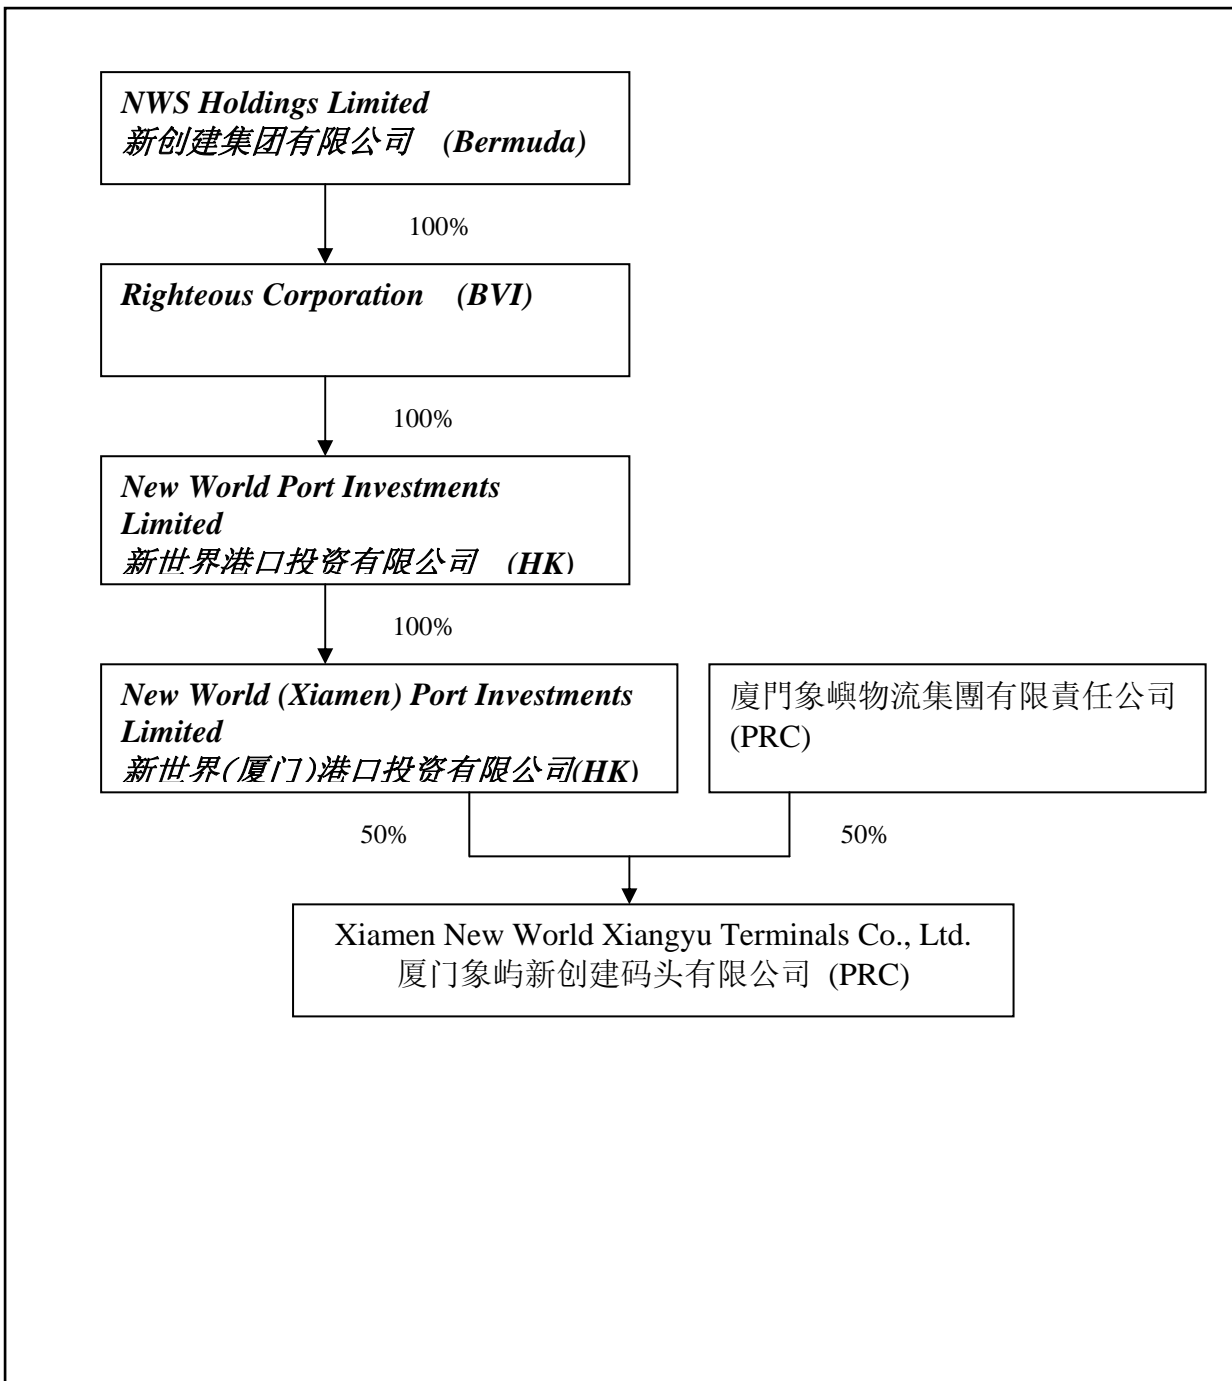 NWS Holdings Limited
新创建集团有限公司 (Bermuda)
100%
Righteous Corporation (BVI)
100%
New World Port Investments
Limited
新世界港口投资有限公司 (HK)
100%
New World (Xiamen) Port Investments
Limited
新世界(厦门)港口投资有限公司(HK)
廈門象嶼物流集團有限責任公司
(PRC)
50%
50%
Xiamen New World Xiangyu Terminals Co., Ltd.
厦门象屿新创建码头有限公司 (PRC)